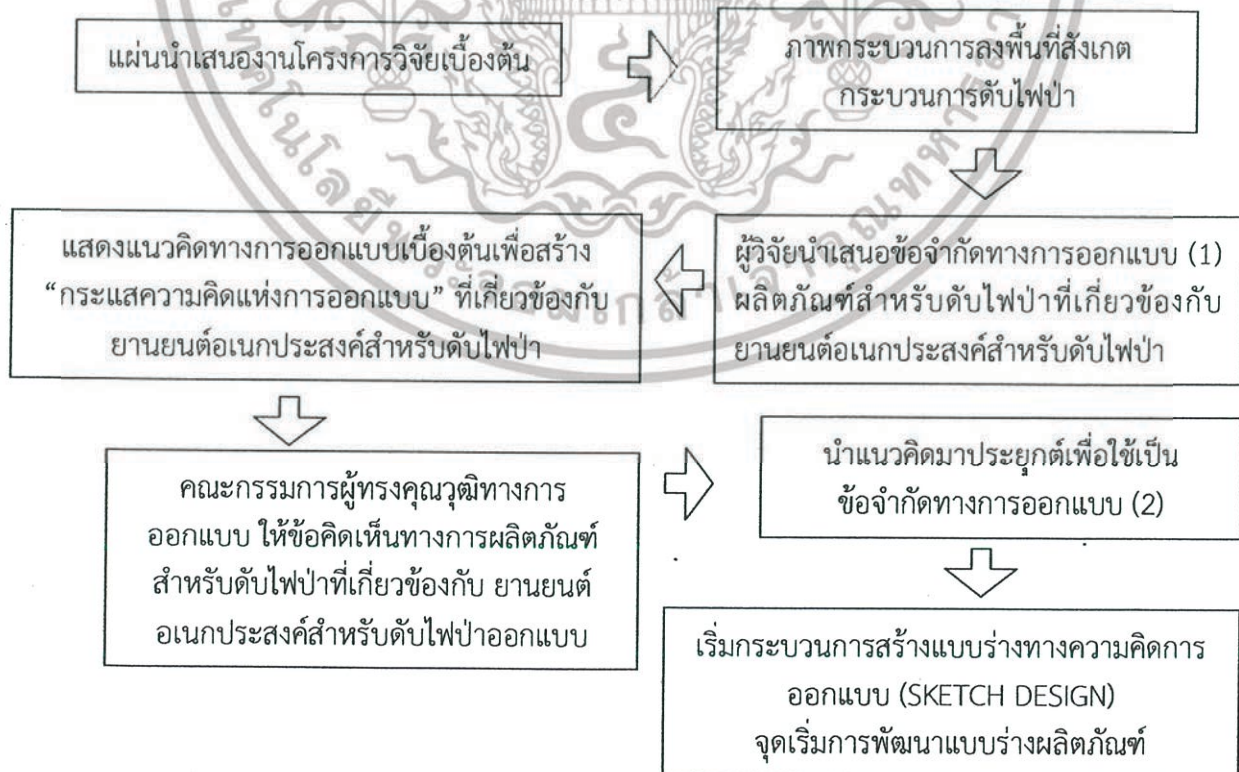 แผ่นนำเสนองานโครงการวิจัยเบื้องต้น
ภาพกระบวนการลงพื้นที่สังเกต
กระบวนการดับไฟป่า
ผู้วิจัยนำเสนอข้อจำกัดทางการออกแบบ (1)
ผลิตภัณฑ์สำหรับดับไฟป่าที่เกี่ยวข้องกับ
ยานยนต์อเนกประสงค์สำหรับดับไฟป่า
แสดงแนวคิดทางการออกแบบเบื้องต้นเพื่อสร้าง
“กระแสความคิดแห่งการออกแบบ” ที่เกี่ยวข้องกับ
ยานยนต์อเนกประสงค์สำหรับดับไฟป่า
คณะกรรมการผู้ทรงคุณวุฒิทางการ
ออกแบบ ให้ข้อคิดเห็นทางการผลิตภัณฑ์
สำหรับดับไฟป่าที่เกี่ยวข้องกับ ยานยนต์
อเนกประสงค์สำหรับดับไฟป่าออกแบบ
นำแนวคิดมาประยุกต์เพื่อใช้เป็น
ข้อจำกัดทางการออกแบบ (2)
เริ่มกระบวนการสร้างแบบร่างทางความคิดการ
ออกแบบ (SKETCH DESIGN)
จุดเริ่มการพัฒนาแบบร่างผลิตภัณฑ์